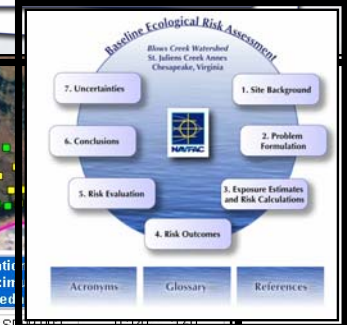 Baseline Ecological Risk Assessment
Blows Creek Watershed
St. Juliens Creek Annex
Chesapeake, Virginia
7. Uncertainties
1. Site Background
6. Conclusions
NAVFAC
2. Problem
Formulation
5. Risk Evaluation
3. Exposure Estimates
and Risk Calculations
4. Risk Outcomes
Acronyms
Glossary
References